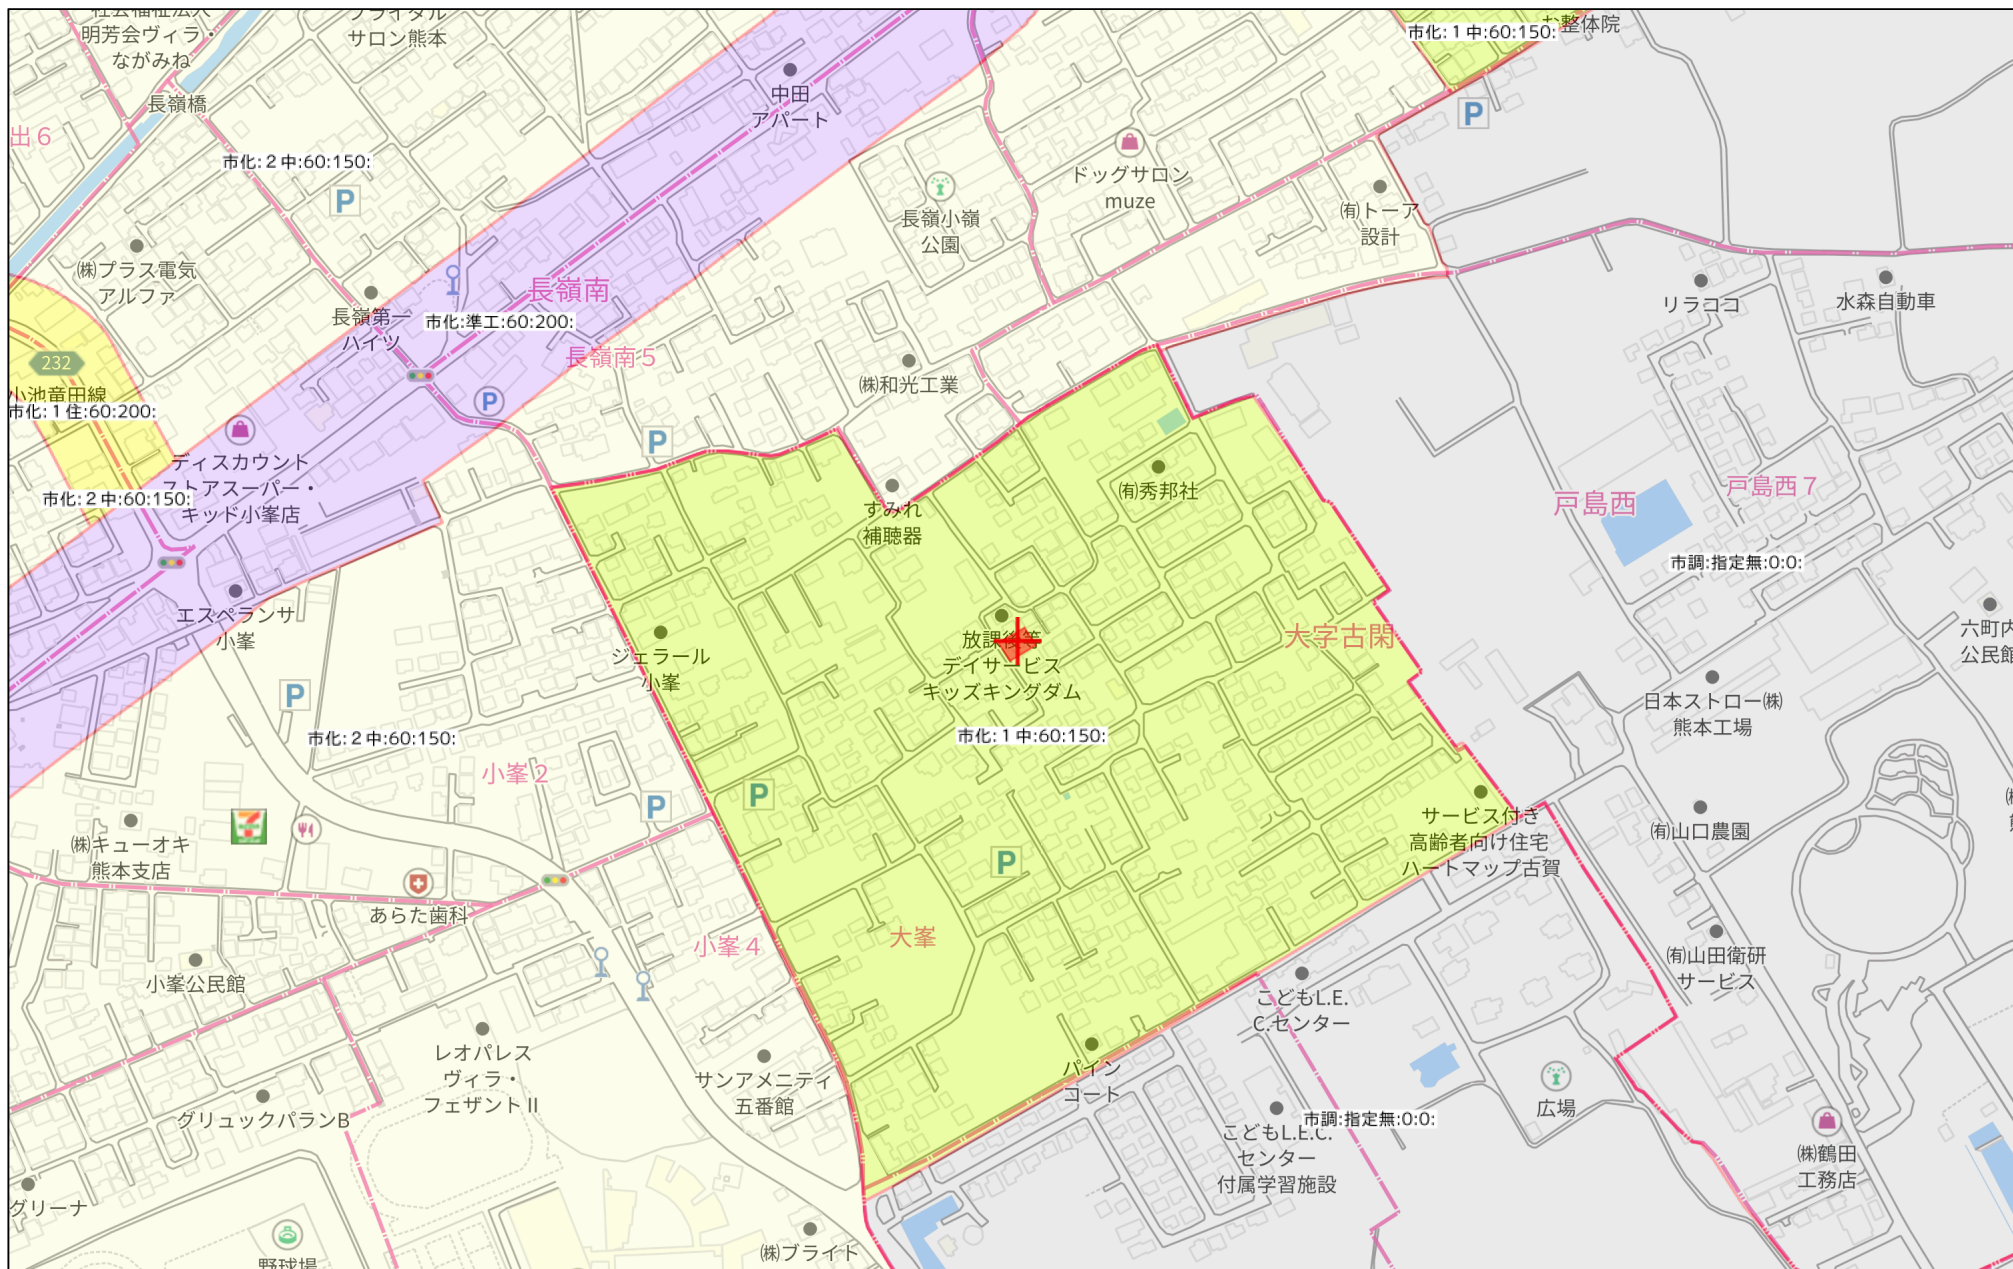 明芳会ヴィラ・
ながみね
サロン熊本
長嶺橋
出６
市化:２中:60:150:
中田
アパート
市化:１中:60:150:
お整体院
P
ドッグサロン
muze
㈲トーア
設計
長嶺小嶺
公園
P
㈱プラス電気
アルファ
長嶺南
長嶺第一
ハイツ
市化:準工:60:200:
長嶺南５
㈱和光工業
リラココ
水森自動車
232
小池竜田線
市化:１住:60:200:
P
P
ディスカウント
ストアスーパー・
キッド小峯店
市化:２中:60:150:
すみれ
補聴器
㈲秀邦社
戸島西
戸島西７
市調:指定無:0:0:
エスペランサ
小峯
ジェラール
小峯
放課後等
デイサービス
キッズキングダム
大字古閑
六町内
公民館
P
市化:２中:60:150:
市化:１中:60:150:
日本ストロー㈱
熊本工場
小峯２
P
P
P
㈱キューオキ
熊本支店
サービス付き
高齢者向け住宅
ハートマップ古賀
㈲山口農園
あらた歯科
小峯４
大峯
小峯公民館
㈲山田衛研
サービス
こどもL.E.
C.センター
レオパレス
ヴィラ・
フェザントⅡ
サンアメニティ
五番館
パイン
コート
グリュックパランB
市調:指定無:0:0:
こどもL.E.C.
センター
付属学習施設
広場
㈱鶴田
工務店
グリーナ
野球場
㈱ブライト